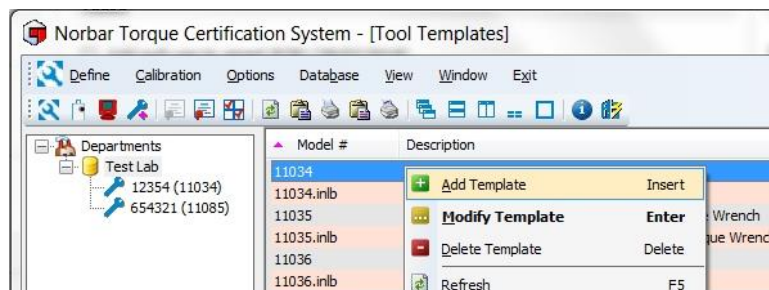 Norbar Torque Certification System - [Tool Templates]
Define Calibration Options Database View Window Exit
Departments
Test Lab
12354 (11034)
654321 (11085)
Model # Description
11034
11034.inlb
11035 Wrench
11035.inlb que Wrenc
11036
11036.inlb
Add Template Insert
Modify Template Enter
Delete Template Delete
Refresh F5